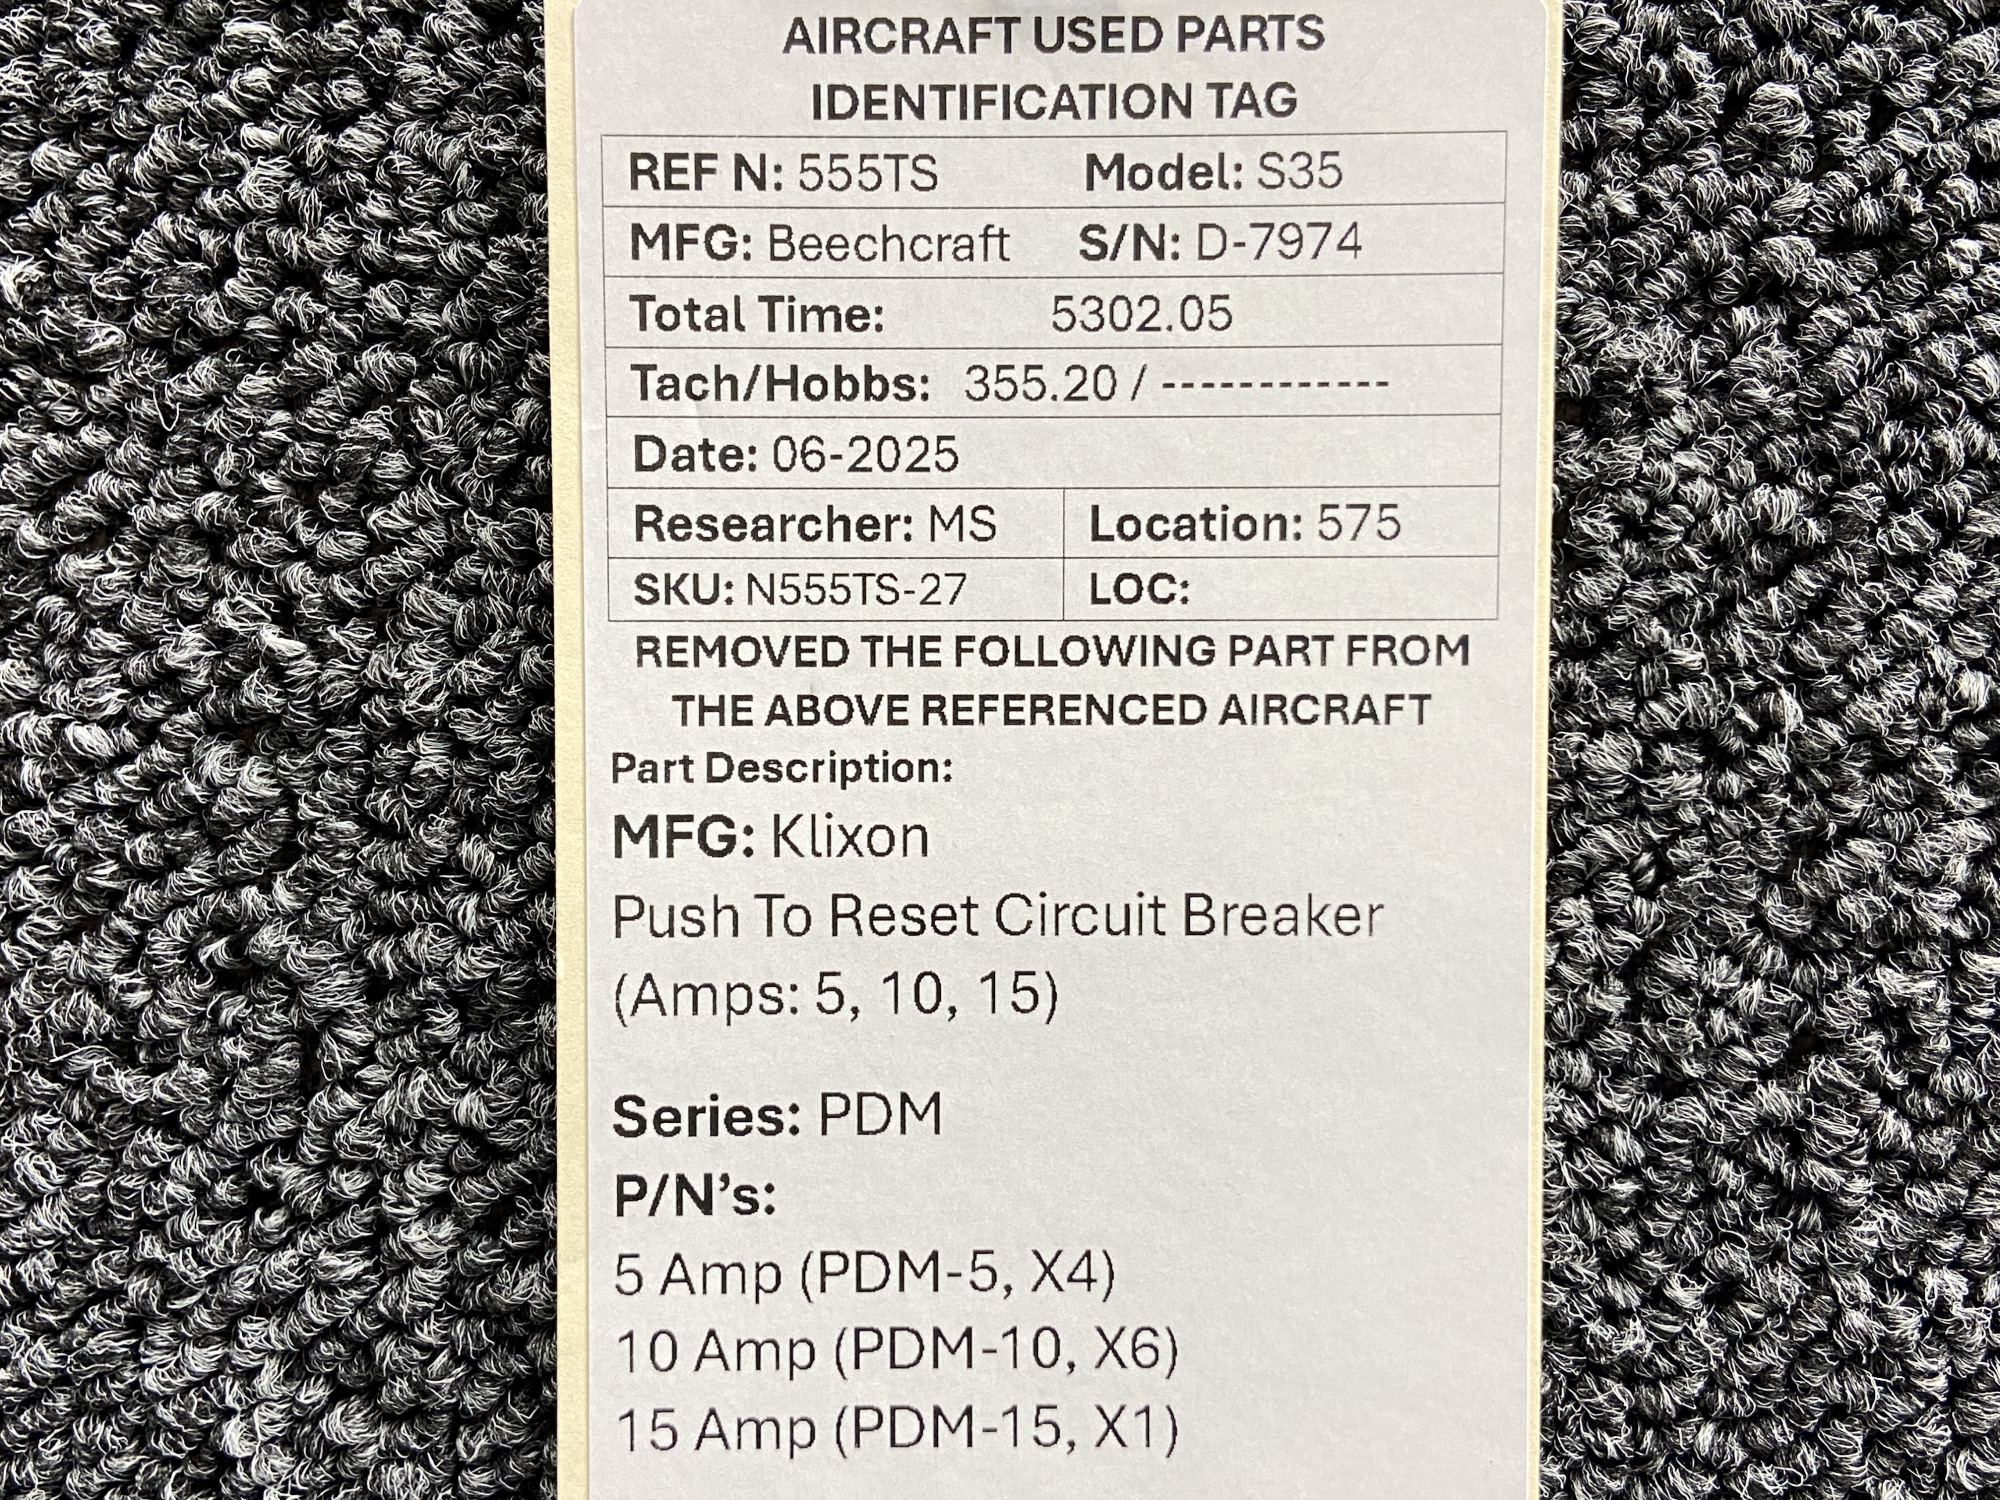 AIRCRAFT USED PARTS
IDENTIFICATION TAG
REF N: 555TS Model: S35
MFG: Beechcraft S/N: D-7974
Total Time: 5302.05
Tach/Hobbs: 355.20 / ------------
Date: 06-2025
Researcher: MS Location: 575
SKU: N555TS-27 LOC:
REMOVED THE FOLLOWING PART FROM
THE ABOVE REFERENCED AIRCRAFT
Part Description:
MFG: Klixon
Push To Reset Circuit Breaker
(Amps: 5, 10, 15)
Series: PDM
P/N's:
5 Amp (PDM-5, X4)
10 Amp (PDM-10, X6)
15 Amp (PDM-15, X1)